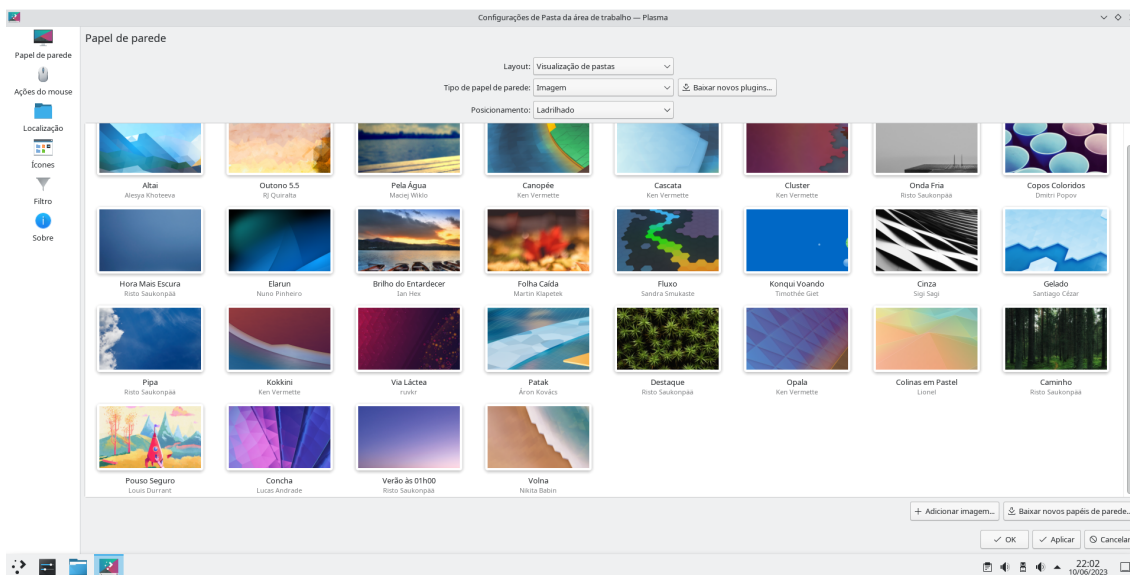 Configurações de Pasta da área de trabalho — Plasma
Papel de parede
Ações do mouse
Localização
Ícones
Filtro
Sobre
Papel de parede
Layout: Visualização de pastas
Tipo de papel de parede: Imagem Baixar novos plugins...
Posicionamento: Ladrilhado
Altai Outono 5.5 Pela Água Canopée Cascata Cluster Onda Fria Copos Coloridos
Alesya Khoteeva RJ Quiralta Maciej Wiklo Ken Vermette Ken Vermette Ken Vermette Risto Saukonpää Dmitri Popov
Hora Mais Escura Elarun Brilho do Entardecer Folha Caída Fluxo Konqui Voando Cinza Gelado
Risto Saukonpää Nuno Pinheiro Ian Hex Martin Klapetek Sandra Smukaste Timothée Giet Sigi Sagi Santiago Cézar
Pipa Kokkini Via Láctea Patak Destaque Opala Colinas em Pastel Caminho
Risto Saukonpää Ken Vermette ruvkr Áron Kovács Risto Saukonpää Ken Vermette Lionel Risto Saukonpää
Pouso Seguro Concha Verão às 01h00 Volna
Louis Durrant Lucas Andrade Risto Saukonpää Nikita Babin
Adicionar imagem... Baixar novos papéis de parede..
OK Aplicar Cancelar
22:02
10/06/2023